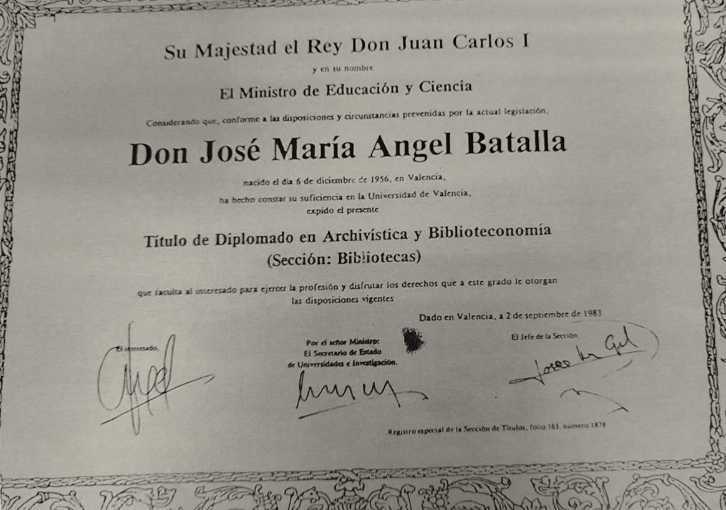 Su Majestad el Rey Don Juan Carlos I
y en su nombre
El Ministro de Educación y Ciencia
Considerando que, conforme a las disposiciones y circunstancias prevenidas por la actual legislación,
Don José María Angel Batalla
nacido el día 6 de diciembre de 1956, en Valencia,
ha hecho constar su suficiencia en la Universidad de Valencia,
expido el presente
Título de Diplomado en Archivística y Biblioteconomía
(Sección: Bibliotecas)
que faculta al interesado para ejercer la profesión y disfrutar los derechos que a este grado le otorgan
las disposiciones vigentes
Dado en Valencia, a 2 de septiembre de 1983
El interesado,
Por el señor Ministro:
El Secretario de Estado
de Universidades e Investigación.
El Jefe de la Sección
Registro especial de la Sección de Títulos, folio 163, número 1878